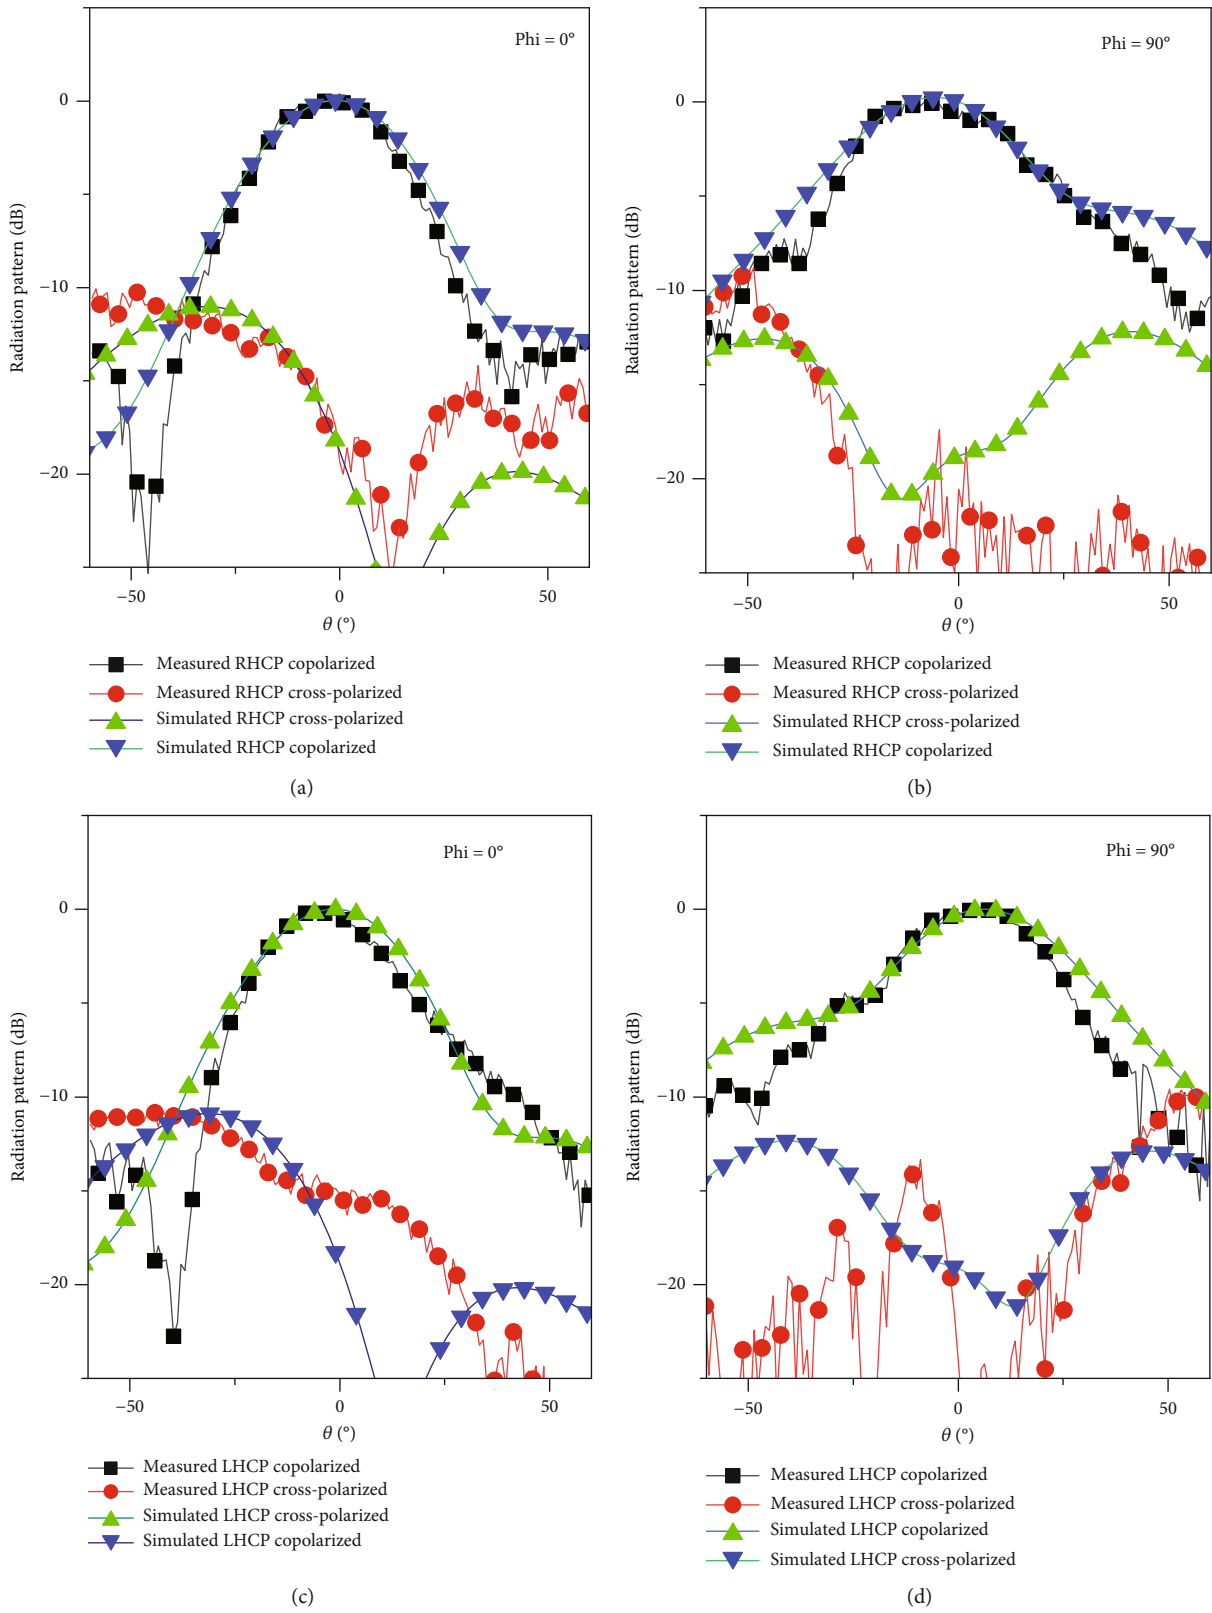 Phi = 0°
0
−10
−20
Radiation pattern (dB)
−50
0
50
θ (°)
Measured RHCP copolarized
Measured RHCP cross-polarized
Simulated RHCP cross-polarized
Simulated RHCP copolarized
(a)
Phi = 90°
0
−10
−20
Radiation pattern (dB)
−50
0
50
θ (°)
Measured RHCP copolarized
Measured RHCP cross-polarized
Simulated RHCP cross-polarized
Simulated RHCP copolarized
(b)
Phi = 0°
0
−10
−20
Radiation pattern (dB)
−50
0
50
θ (°)
Measured LHCP copolarized
Measured LHCP cross-polarized
Simulated LHCP cross-polarized
Simulated LHCP copolarized
(c)
Phi = 90°
0
−10
−20
Radiation pattern (dB)
−50
0
50
θ (°)
Measured LHCP copolarized
Measured LHCP cross-polarized
Simulated LHCP copolarized
Simulated LHCP cross-polarized
(d)